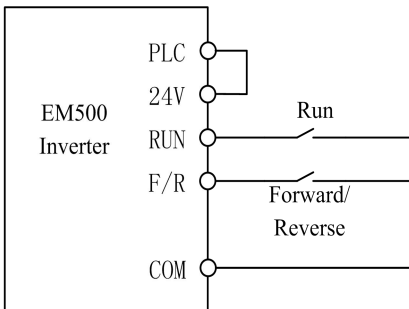 PLC
24V
EM500
Inverter
RUN
Run
F/R
Forward/
Reverse
COM